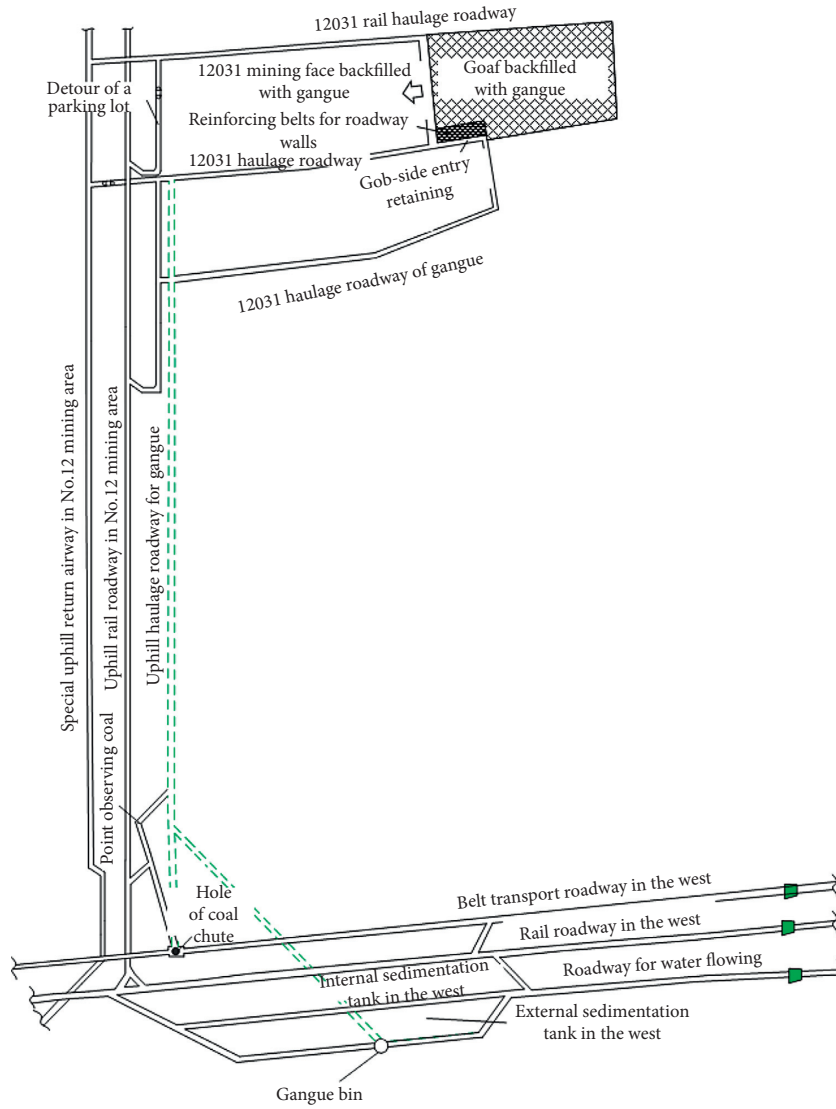 12031 rail haulage roadway
12031 mining face backfilled
with gangue
Goaf backfilled
with gangue
Detour of a
parking lot
Reinforcing belts for roadway
walls
12031 haulage roadway
Gob-side entry
retaining
12031 haulage roadway of gangue
Special uphill return airway in No.12 mining area
Uphill rail roadway in No.12 mining area
Uphill haulage roadway for gangue
Point observing coal
Hole
of coal
chute
Belt transport roadway in the west
Rail roadway in the west
Roadway for water flowing
Internal sedimentation
tank in the west
External sedimentation
tank in the west
Gangue bin